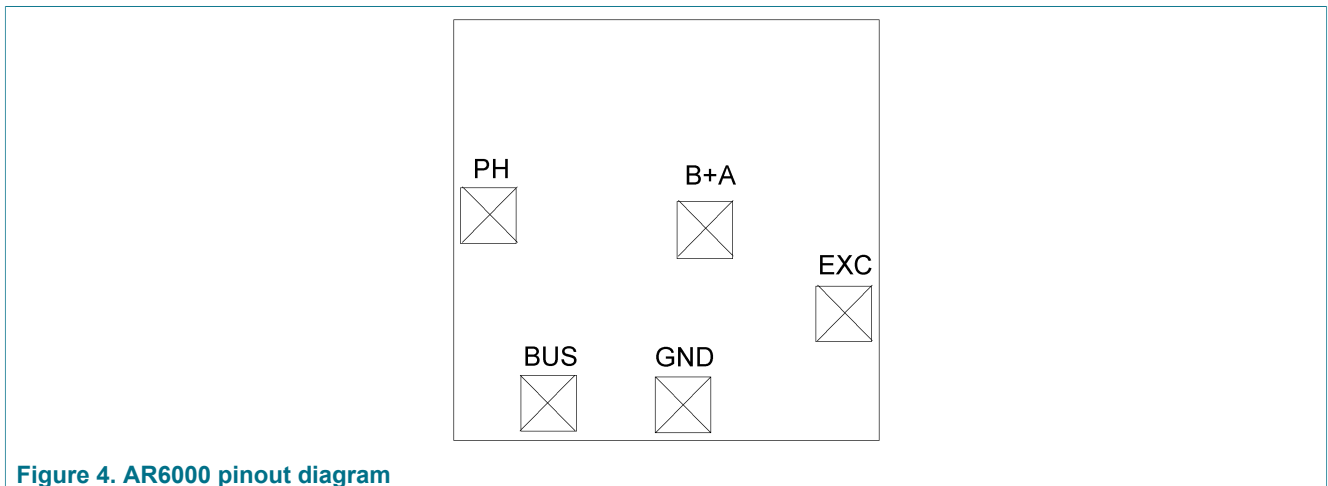 PH
B+A
EXC
BUS
GND
Figure 4. AR6000 pinout diagram